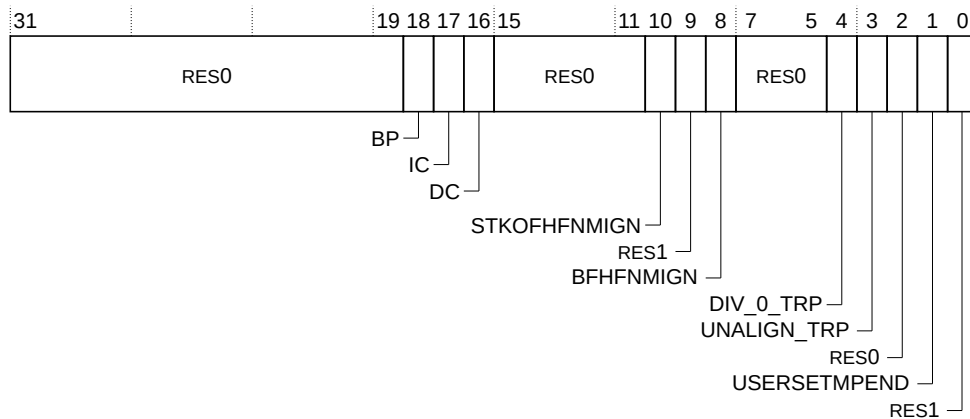 31 19 18 17 16 15 11 10 9 8 7 5 4 3 2 1 0
RES0 RES0 RES0
BP
IC
DC
STKOFHFNMIGN
RES1
BFHFNMIGN
DIV_0_TRP
UNALIGN_TRP
RES0
USERSETMPEND
RES1